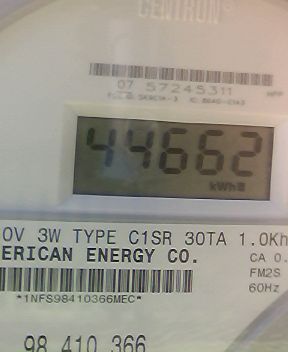 CENTRON®
07 57245311
44662
kWh
0V 3W TYPE C1SR 30TA 1.0Kh
ERICAN ENERGY CO. CA 0.
FM2S
*1NFS98410366MEC* 60Hz
98 410 366